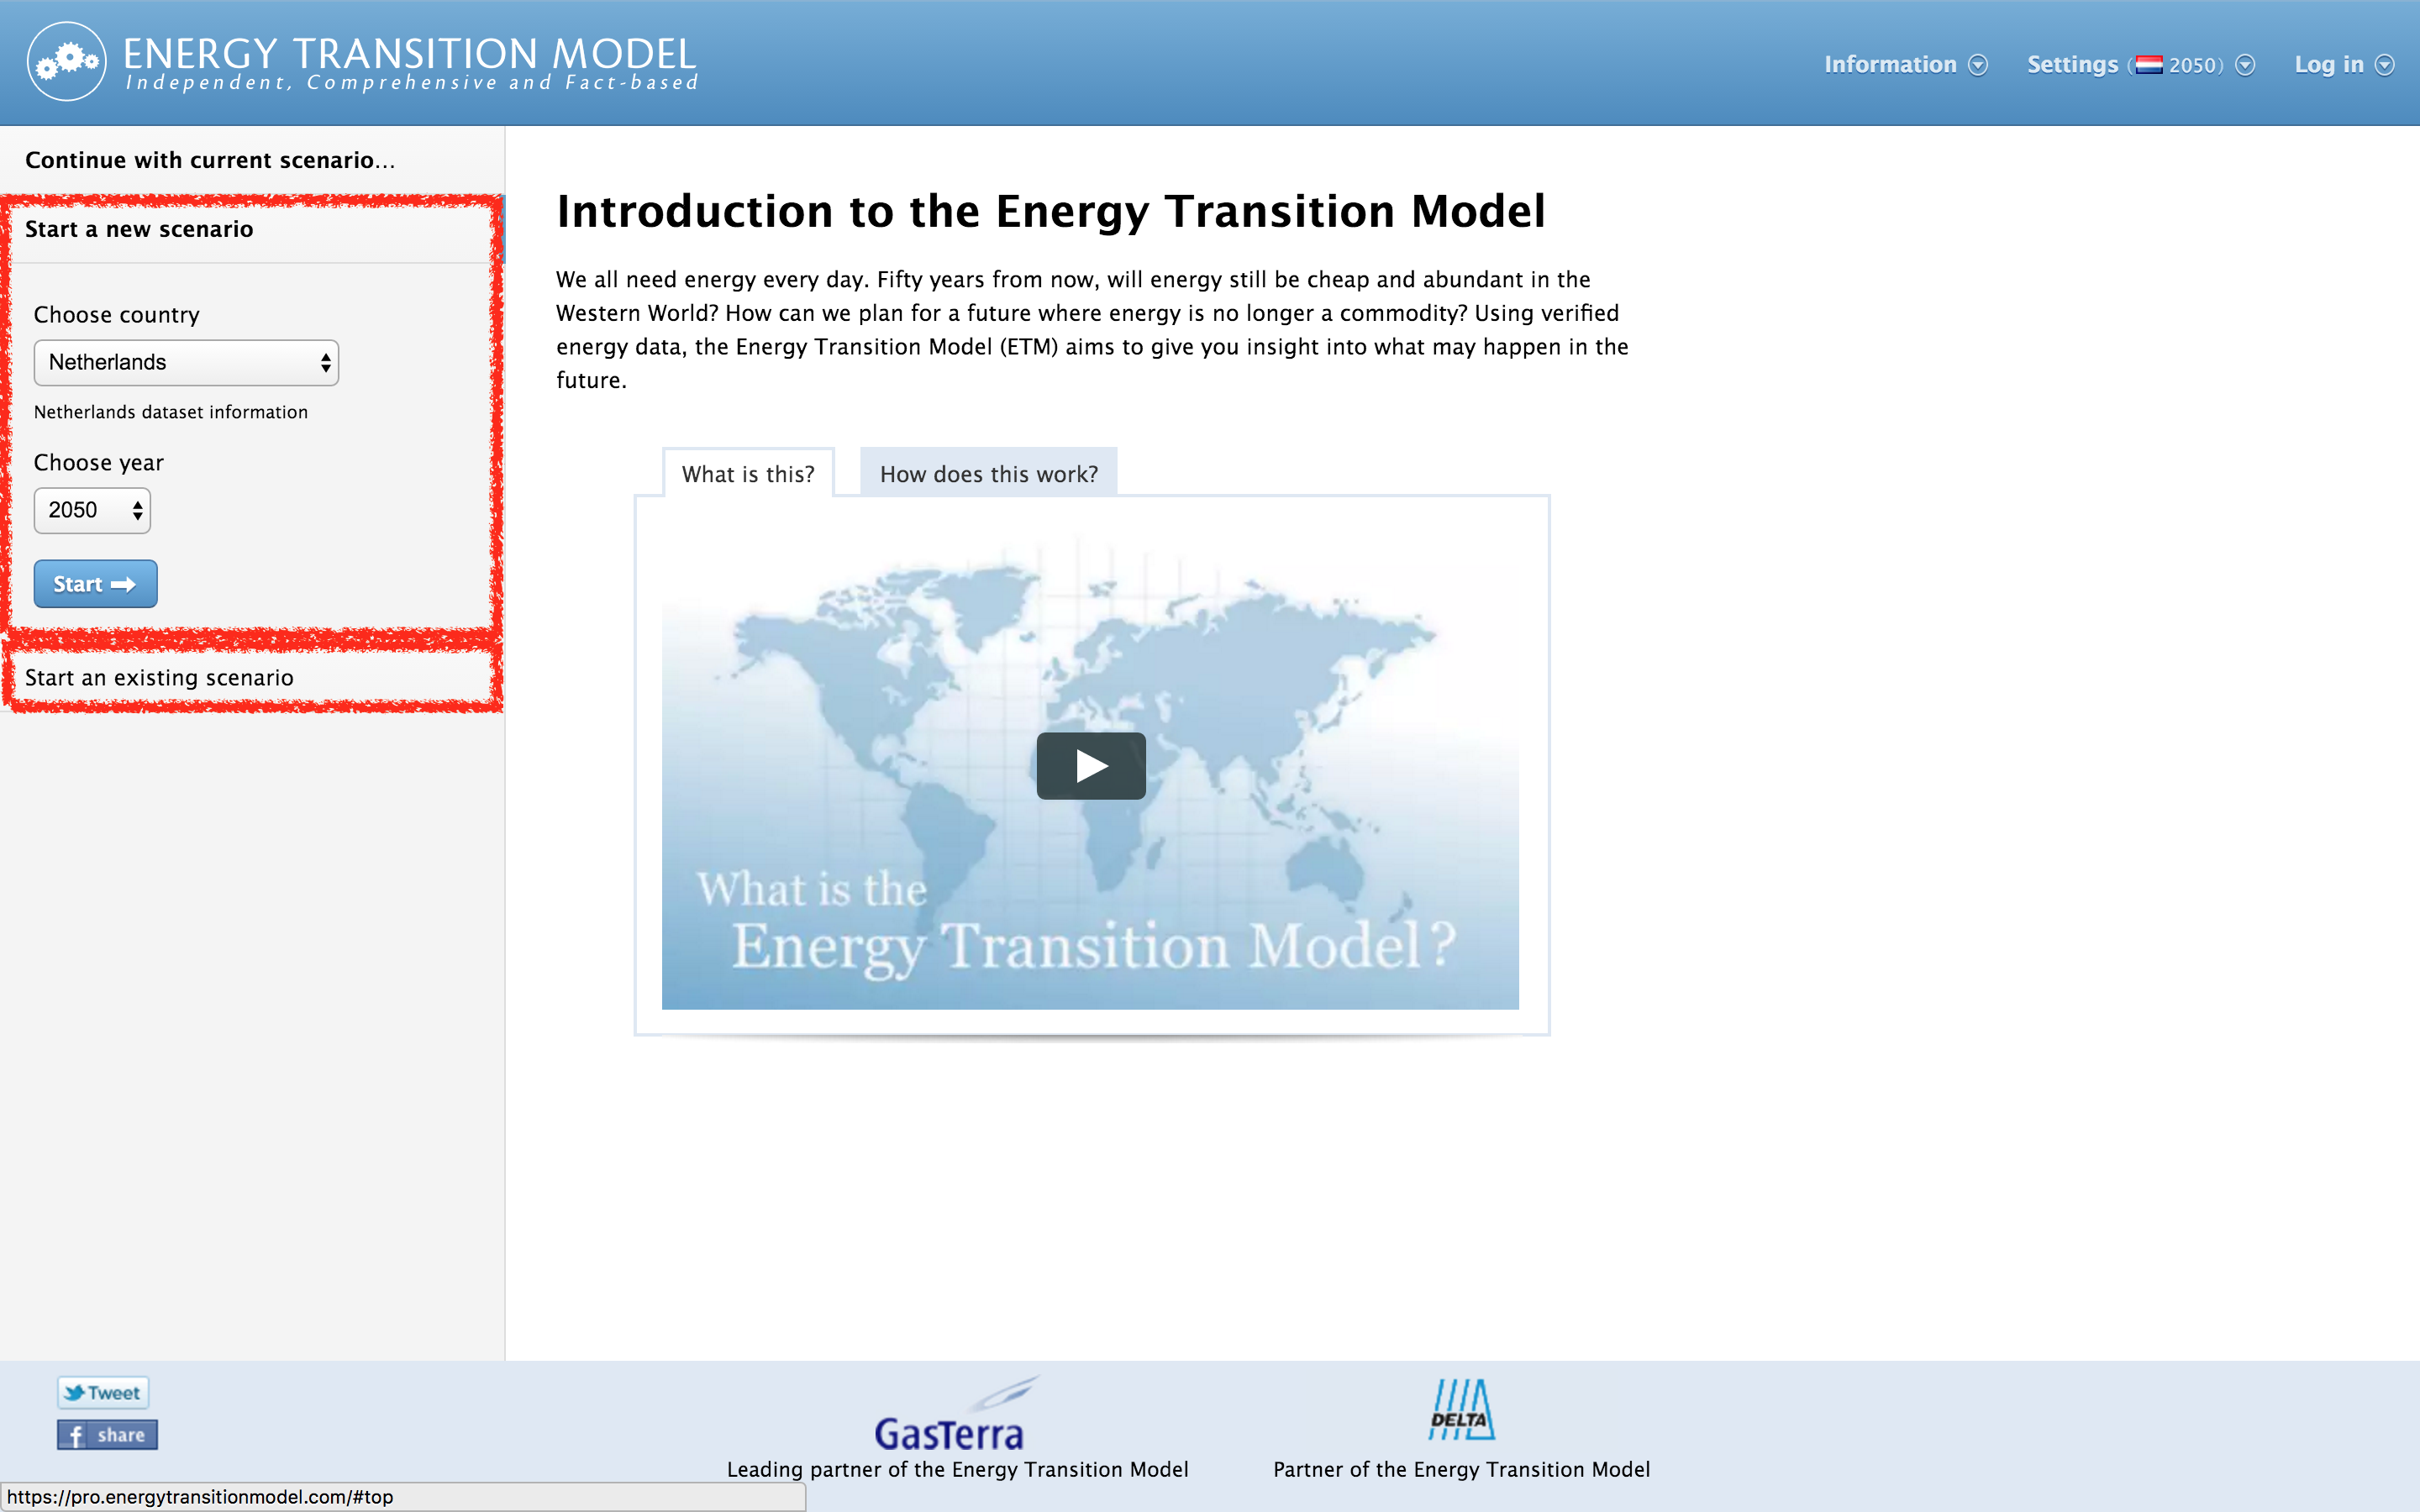 ENERGY TRANSITION MODEL
Independent, Comprehensive and Fact-based
Information
Settings (2050)
Log in
Continue with current scenario...
Start a new scenario
Choose country
Netherlands
Netherlands dataset information
Choose year
2050
Start
Start an existing scenario
Introduction to the Energy Transition Model
We all need energy every day. Fifty years from now, will energy still be cheap and abundant in the
Western World? How can we plan for a future where energy is no longer a commodity? Using verified
energy data, the Energy Transition Model (ETM) aims to give you insight into what may happen in the
future.
What is this?
How does this work?
What is the
Energy Transition Model?
Tweet
f share
GasTerra
Leading partner of the Energy Transition Model
DELTA
Partner of the Energy Transition Model
https://pro.energytransitionmodel.com/#top